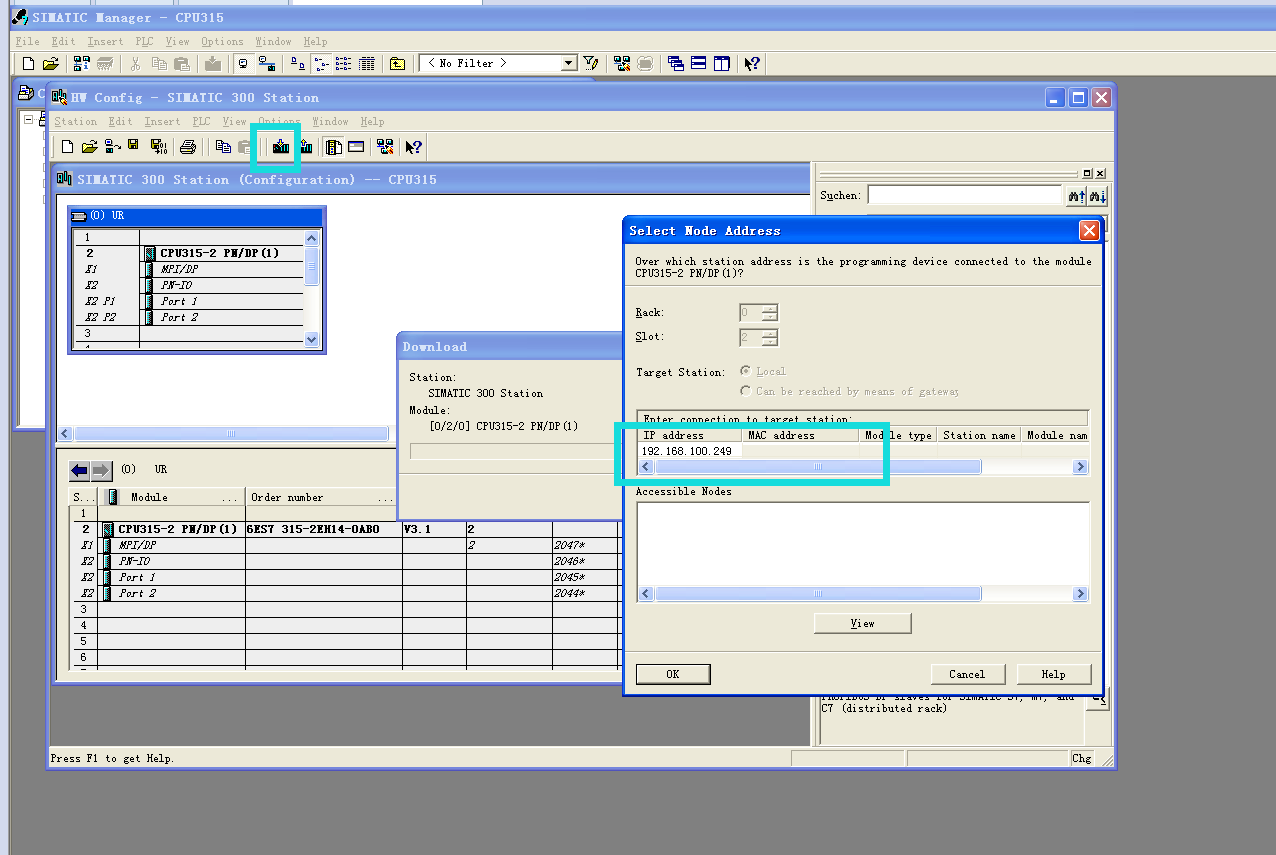 SIMATIC Manager - CPU315
File Edit Insert PLC View Options Window Help
< No Filter >
HW Config - SIMATIC 300 Station
Station Edit Insert PLC View Options Window Help
SIMATIC 300 Station (Configuration) -- CPU315
Suchen:
(0) UR
1
2 CPU315-2 PN/DP(1)
X1 MPI/DP
X2 PN-IO
X2 P1 Port 1
X2 P2 Port 2
3
Download
Station:
SIMATIC 300 Station
Module:
[0/2/0] CPU315-2 PN/DP(1)
Select Node Address
Over which station address is the programming device connected to the module
CPU315-2 PN/DP(1)?
Rack: 0
Slot: 2
Target Station: Local
Can be reached by means of gateway
Enter connection to target station:
IP address MAC address Module type Station name Module nam
192.168.100.249
Accessible Nodes
View
OK Cancel Help
(0) UR
S... Module ... Order number ...
1
2 CPU315-2 PN/DP(1) 6ES7 315-2EH14-0AB0 V3.1 2
X1 MPI/DP 2 2047*
X2 PN-IO 2046*
X2 Port 1 2045*
X2 Port 2 2044*
3
4
5
6
PROFIBUS-DP slaves for SIMATIC S7, M7, and
C7 (distributed rack)
Press F1 to get Help.
Chg